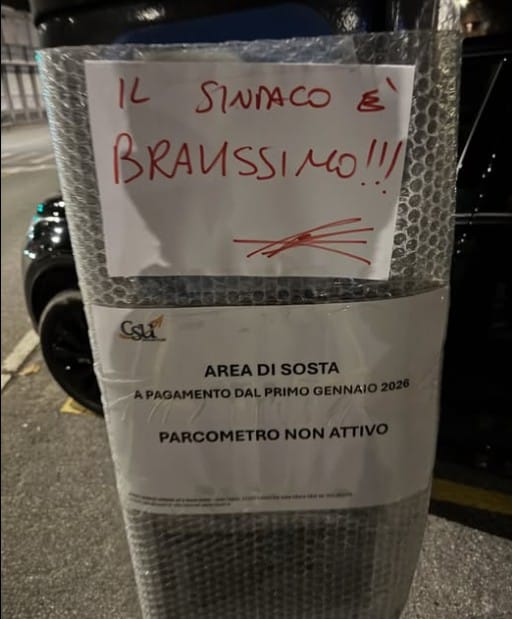 IL SINDACO È
BRAVISSIMO!!!
CSU
AREA DI SOSTA
A PAGAMENTO DAL PRIMO GENNAIO 2026
PARCOMETRO NON ATTIVO